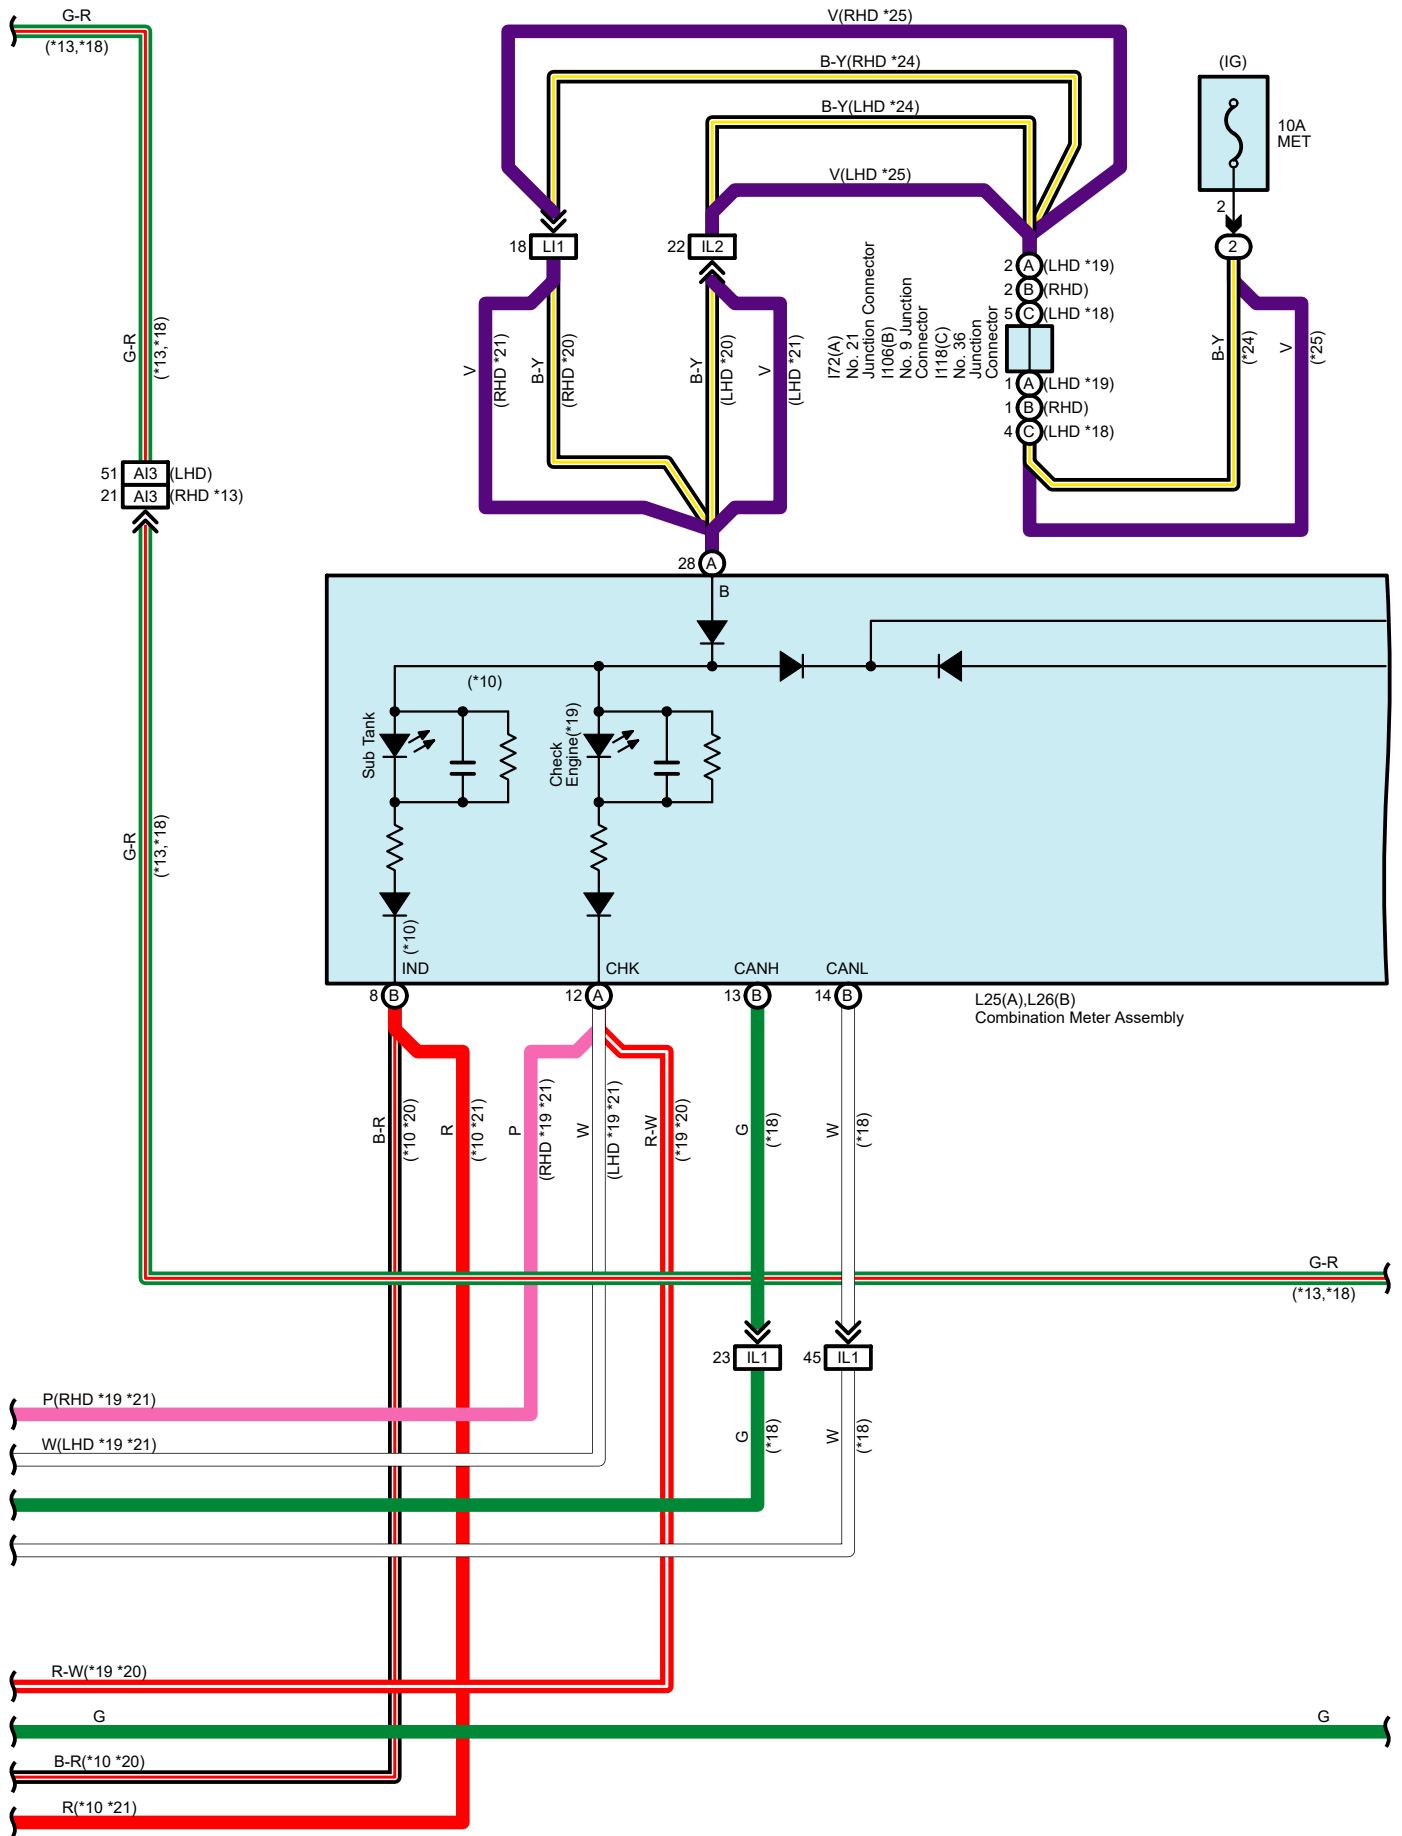 G-R
(*13,*18)
V(RHD *25)
B-Y(RHD *24)
B-Y(LHD *24)
V(LHD *25)
(IG)
10A
MET
2
2
18 LI1
22 IL2
2 A (LHD *19)
2 B (RHD)
5 C (LHD *18)
I72(A)
No. 21
Junction Connector
I106(B)
No. 9 Junction
Connector
I118(C)
No. 36
Junction
Connector
1 A (LHD *19)
1 B (RHD)
4 C (LHD *18)
G-R
(*13,*18)
V
(RHD *21)
B-Y
(RHD *20)
B-Y
(LHD *20)
V
(LHD *21)
B-Y
(*24)
V
(*25)
51 AI3 (LHD)
21 AI3 (RHD *13)
28 A
B
(*10)
Sub Tank
Check
Engine(*19)
G-R
(*13,*18)
(*10)
IND
CHK
CANH
CANL
8 B
12 A
13 B
14 B
L25(A),L26(B)
Combination Meter Assembly
B-R
(*10 *20)
R
(*10 *21)
P
(RHD *19 *21)
W
(LHD *19 *21)
R-W
(*19 *20)
G
(*18)
W
(*18)
G-R
(*13,*18)
23 IL1
45 IL1
P(RHD *19 *21)
W(LHD *19 *21)
G
(*18)
W
(*18)
R-W(*19 *20)
G
G
B-R(*10 *20)
R(*10 *21)